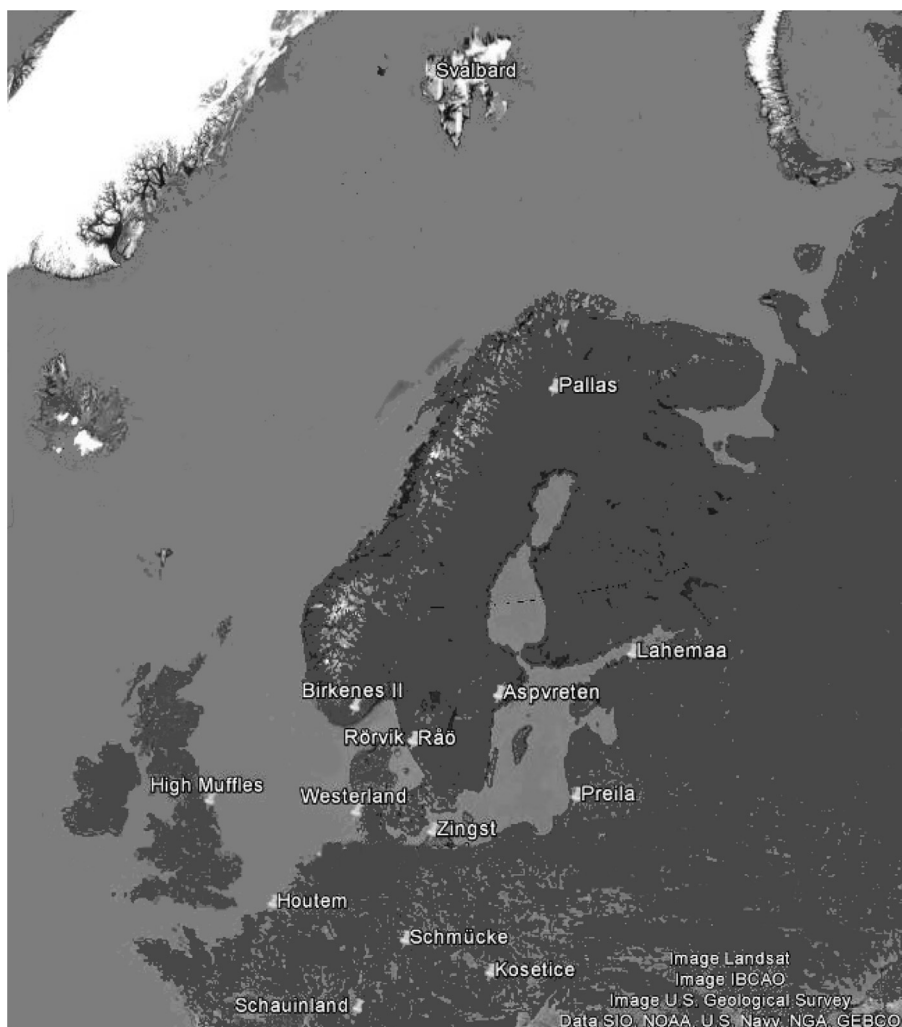 Svalbard
Pallas
Lahemaa
Birkenes II
Aspvreten
Rörvik Råö
High Muffles
Westerland
Preila
Zingst
Houtem
Schmücke
Kosetice
Schauinland
Image Landsat
Image IBCAO
Image U.S. Geological Survey
Data SIO, NOAA, U.S. Navy, NGA, GEBCO